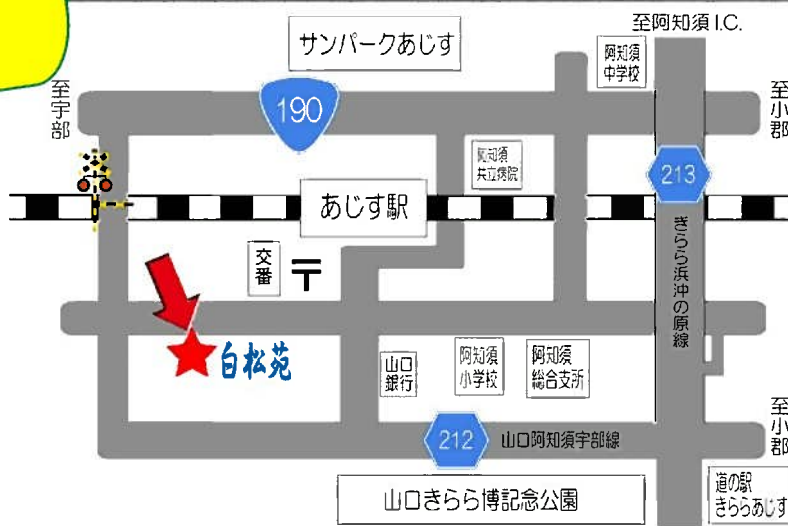 至阿知須I.C.
サンパークあじす
阿知須
中学校
至宇部
190
至小郡
阿知須
共立病院
213
あじす駅
きらら浜沖の原線
交番
〒
白松苑
山口
銀行
阿知須
小学校
阿知須
総合支所
至小郡
212
山口阿知須宇部線
山口きらら博記念公園
道の駅
きららあじす